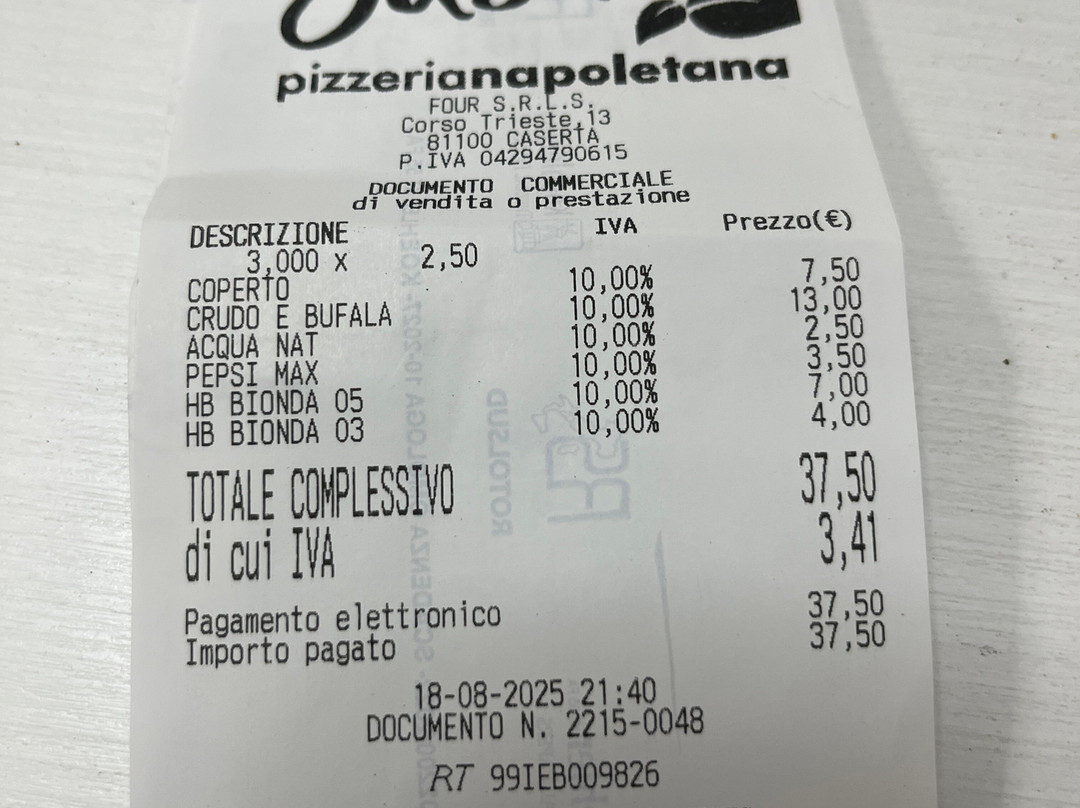 pizzerianapoletana
FOUR S.R.L.S.
Corso Trieste,13
81100 CASERTA
P.IVA 04294790615
DOCUMENTO COMMERCIALE
di vendita o prestazione
DESCRIZIONE IVA Prezzo(€)
3,000 x 2,50
COPERTO 10,00% 7,50
CRUDO E BUFALA 10,00% 13,00
ACQUA NAT 10,00% 2,50
PEPSI MAX 10,00% 3,50
HB BIONDA 05 10,00% 7,00
HB BIONDA 03 10,00% 4,00
TOTALE COMPLESSIVO 37,50
di cui IVA 3,41
Pagamento elettronico 37,50
Importo pagato 37,50
18-08-2025 21:40
DOCUMENTO N. 2215-0048
RT 99IEB009826
ROTOLSUD